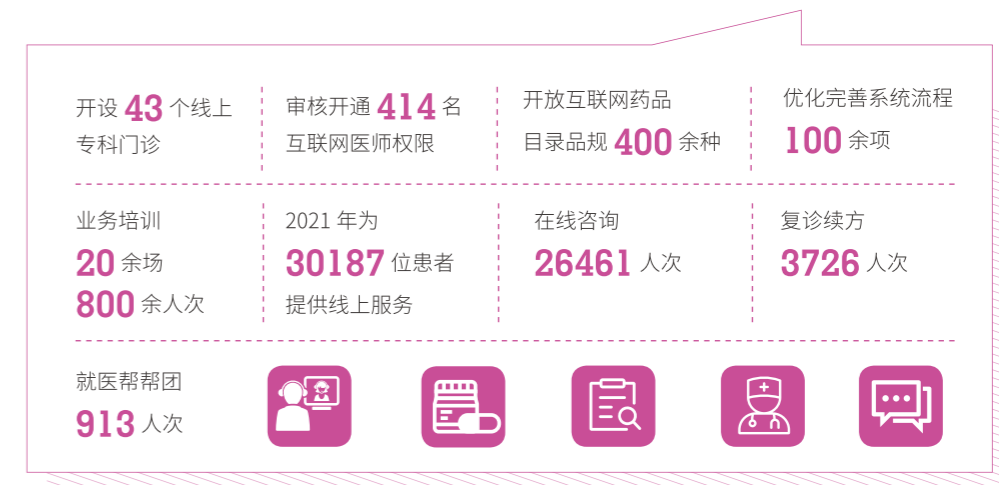 开设 43 个线上
专科门诊
审核开通 414 名
互联网医师权限
开放互联网药品
目录品规 400 余种
优化完善系统流程
100 余项
业务培训
20 余场
800 余人次
2021 年为
30187 位患者
提供线上服务
在线咨询
26461 人次
复诊续方
3726 人次
就医帮帮团
913 人次